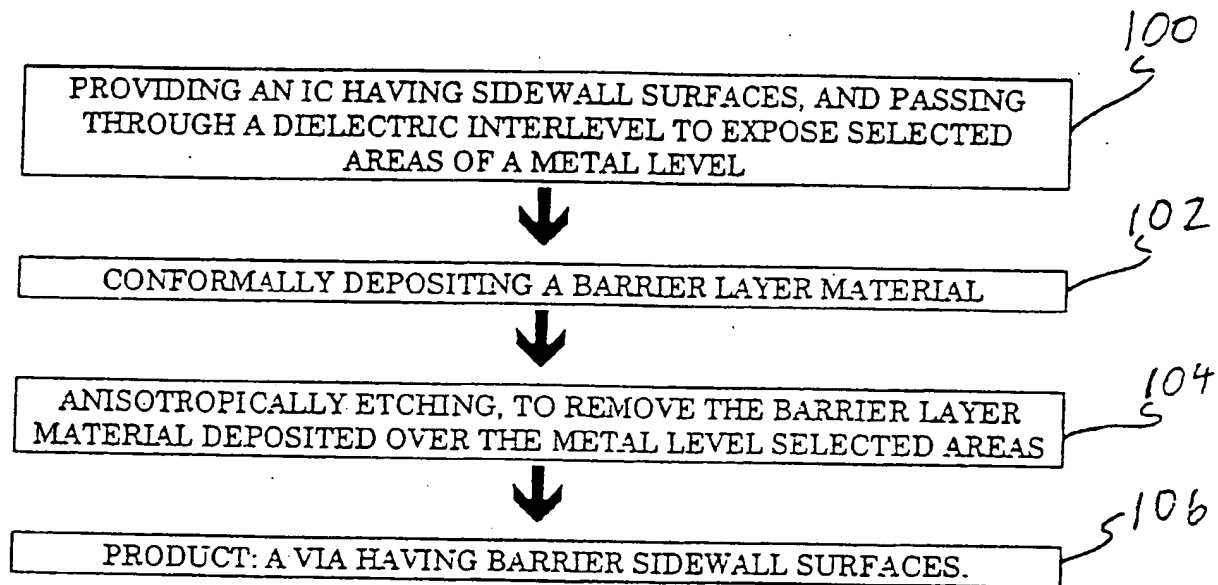 100
PROVIDING AN IC HAVING SIDEWALL SURFACES, AND PASSING
THROUGH A DIELECTRIC INTERLEVEL TO EXPOSE SELECTED
AREAS OF A METAL LEVEL
102
CONFORMALLY DEPOSITING A BARRIER LAYER MATERIAL
104
ANISOTROPICALLY ETCHING, TO REMOVE THE BARRIER LAYER
MATERIAL DEPOSITED OVER THE METAL LEVEL SELECTED AREAS
106
PRODUCT: A VIA HAVING BARRIER SIDEWALL SURFACES.